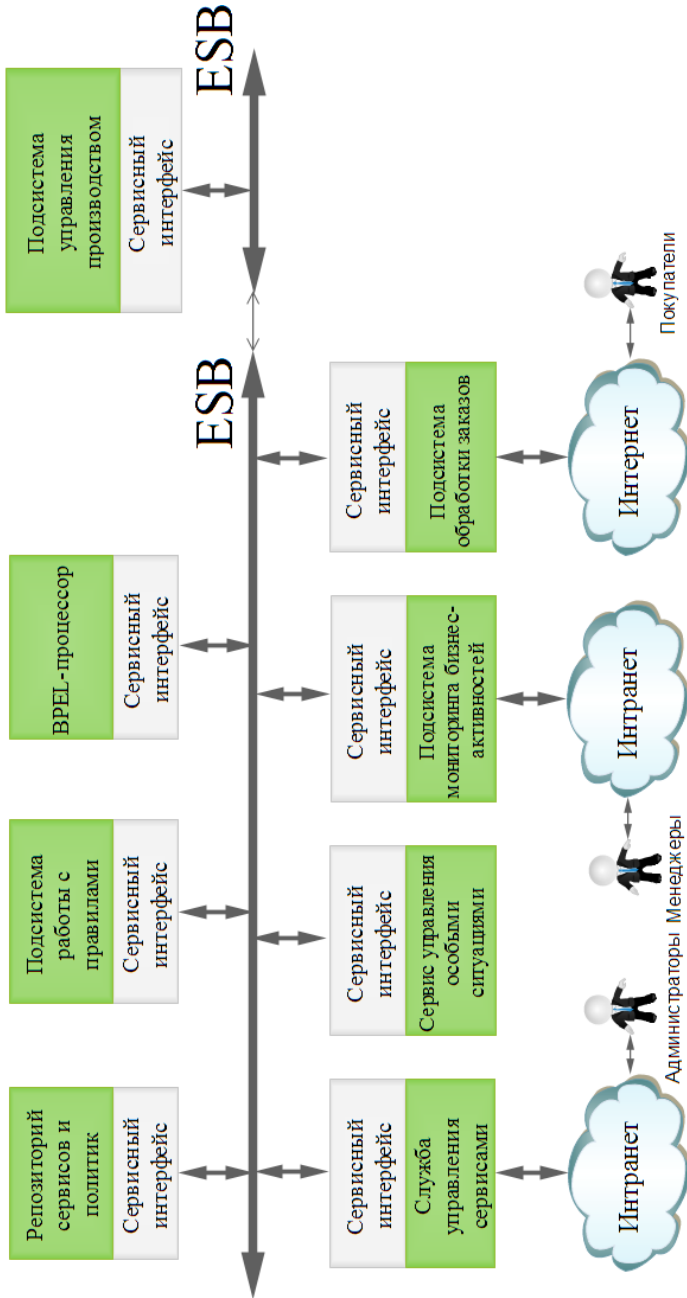 Репозиторий
сервисов и
политик
Сервисный
интерфейс
Подсистема
работы с
правилами
Сервисный
интерфейс
BPEL-процессор
Сервисный
интерфейс
Подсистема
управления
производством
Сервисный
интерфейс
ESB
ESB
Сервисный
интерфейс
Служба
управления
сервисами
Сервисный
интерфейс
Сервис управления
особыми
ситуациями
Сервисный
интерфейс
Подсистема
мониторинга бизнес-
активностей
Сервисный
интерфейс
Подсистема
обработки заказов
Интранет
Администраторы
Менеджеры
Интранет
Интернет
Покупатели